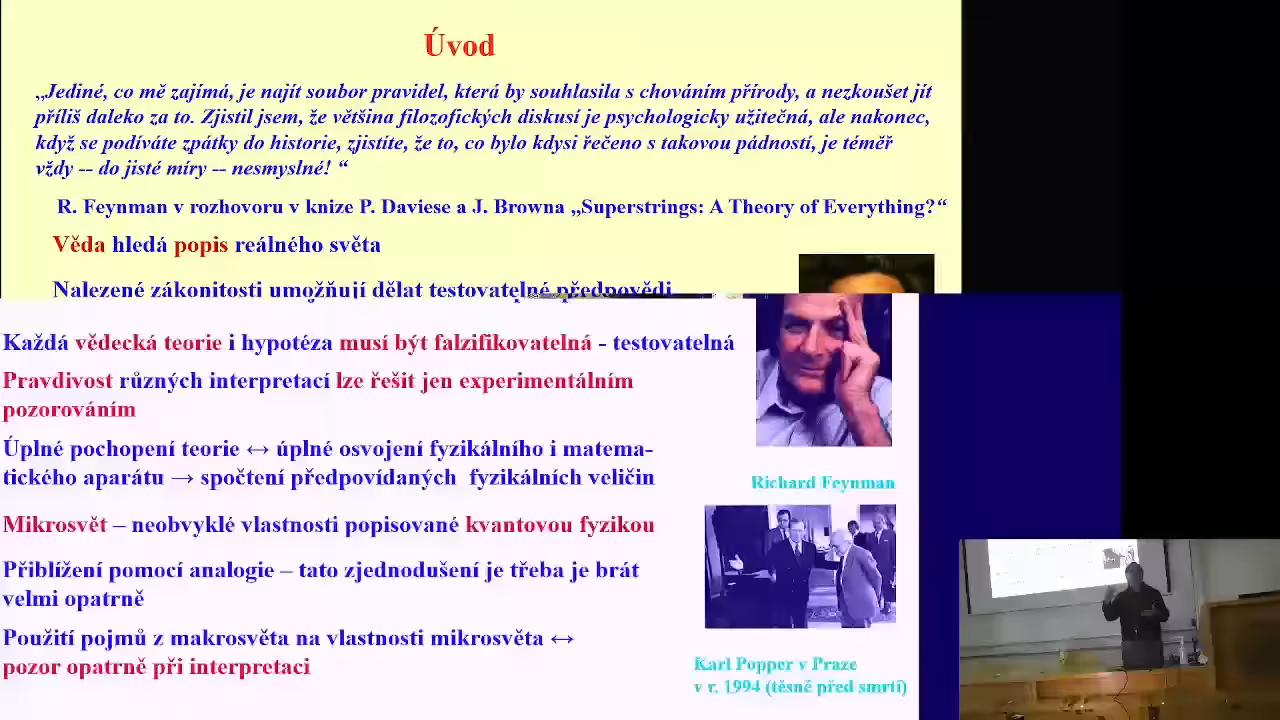 Úvod
„Jediné, co mě zajímá, je najít soubor pravidel, která by souhlasila s chováním přírody, a nezkoušet jít
příliš daleko za to. Zjistil jsem, že většina filozofických diskusí je psychologicky užitečná, ale nakonec,
když se podíváte zpátky do historie, zjistíte, že to, co bylo kdysi řečeno s takovou pádností, je téměř
vždy -- do jisté míry -- nesmyslné! “
R. Feynman v rozhovoru v knize P. Daviese a J. Browna „Superstrings: A Theory of Everything?“
Věda hledá popis reálného světa
Nalezené zákonitosti umožňují dělat testovatelné předpovědi
Každá vědecká teorie i hypotéza musí být falzifikovatelná - testovatelná
Pravdivost různých interpretací lze řešit jen experimentálním
pozorováním
Úplné pochopení teorie ↔ úplné osvojení fyzikálního i matema-
tického aparátu → spočtení předpovídaných fyzikálních veličin
Richard Feynman
Mikrosvět – neobvyklé vlastnosti popisované kvantovou fyzikou
Přiblížení pomocí analogie – tato zjednodušení je třeba je brát
velmi opatrně
Použití pojmů z makrosvěta na vlastnosti mikrosvěta ↔
pozor opatrně při interpretaci
Karl Popper v Praze
v r. 1994 (těsně před smrtí)